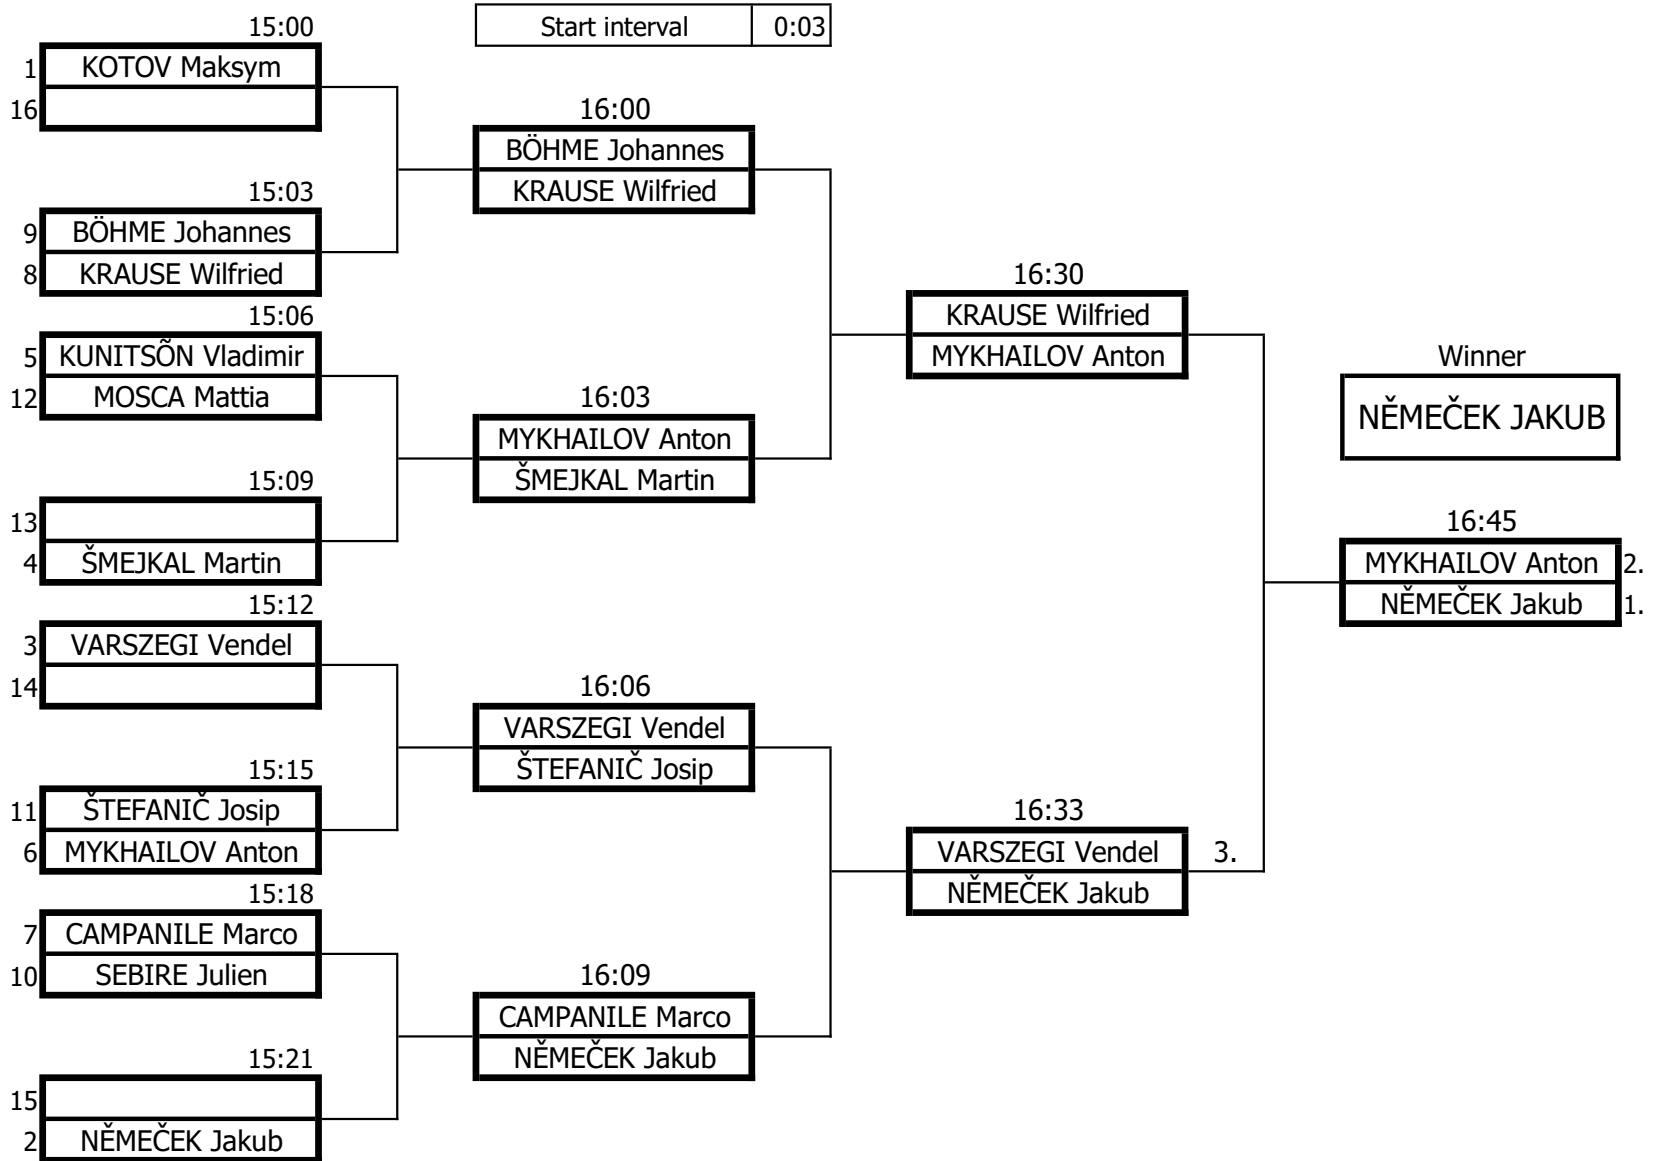 15:00
Start interval 0:03
1 KOTOV Maksym
16
15:03
9 BÖHME Johannes
8 KRAUSE Wilfried
15:06
5 KUNITSÕN Vladimir
12 MOSCA Mattia
15:09
13
4 ŠMEJKAL Martin
15:12
3 VARSZEGI Vendel
14
15:15
11 ŠTEFANIČ Josip
6 MYKHAILOV Anton
15:18
7 CAMPANILE Marco
10 SEBIRE Julien
15:21
15
2 NĚMEČEK Jakub
16:00
BÖHME Johannes
KRAUSE Wilfried
16:03
MYKHAILOV Anton
ŠMEJKAL Martin
16:06
VARSZEGI Vendel
ŠTEFANIČ Josip
16:09
CAMPANILE Marco
NĚMEČEK Jakub
16:30
KRAUSE Wilfried
MYKHAILOV Anton
16:33
VARSZEGI Vendel 3.
NĚMEČEK Jakub
Winner
NĚMEČEK JAKUB
16:45
MYKHAILOV Anton 2.
NĚMEČEK Jakub 1.